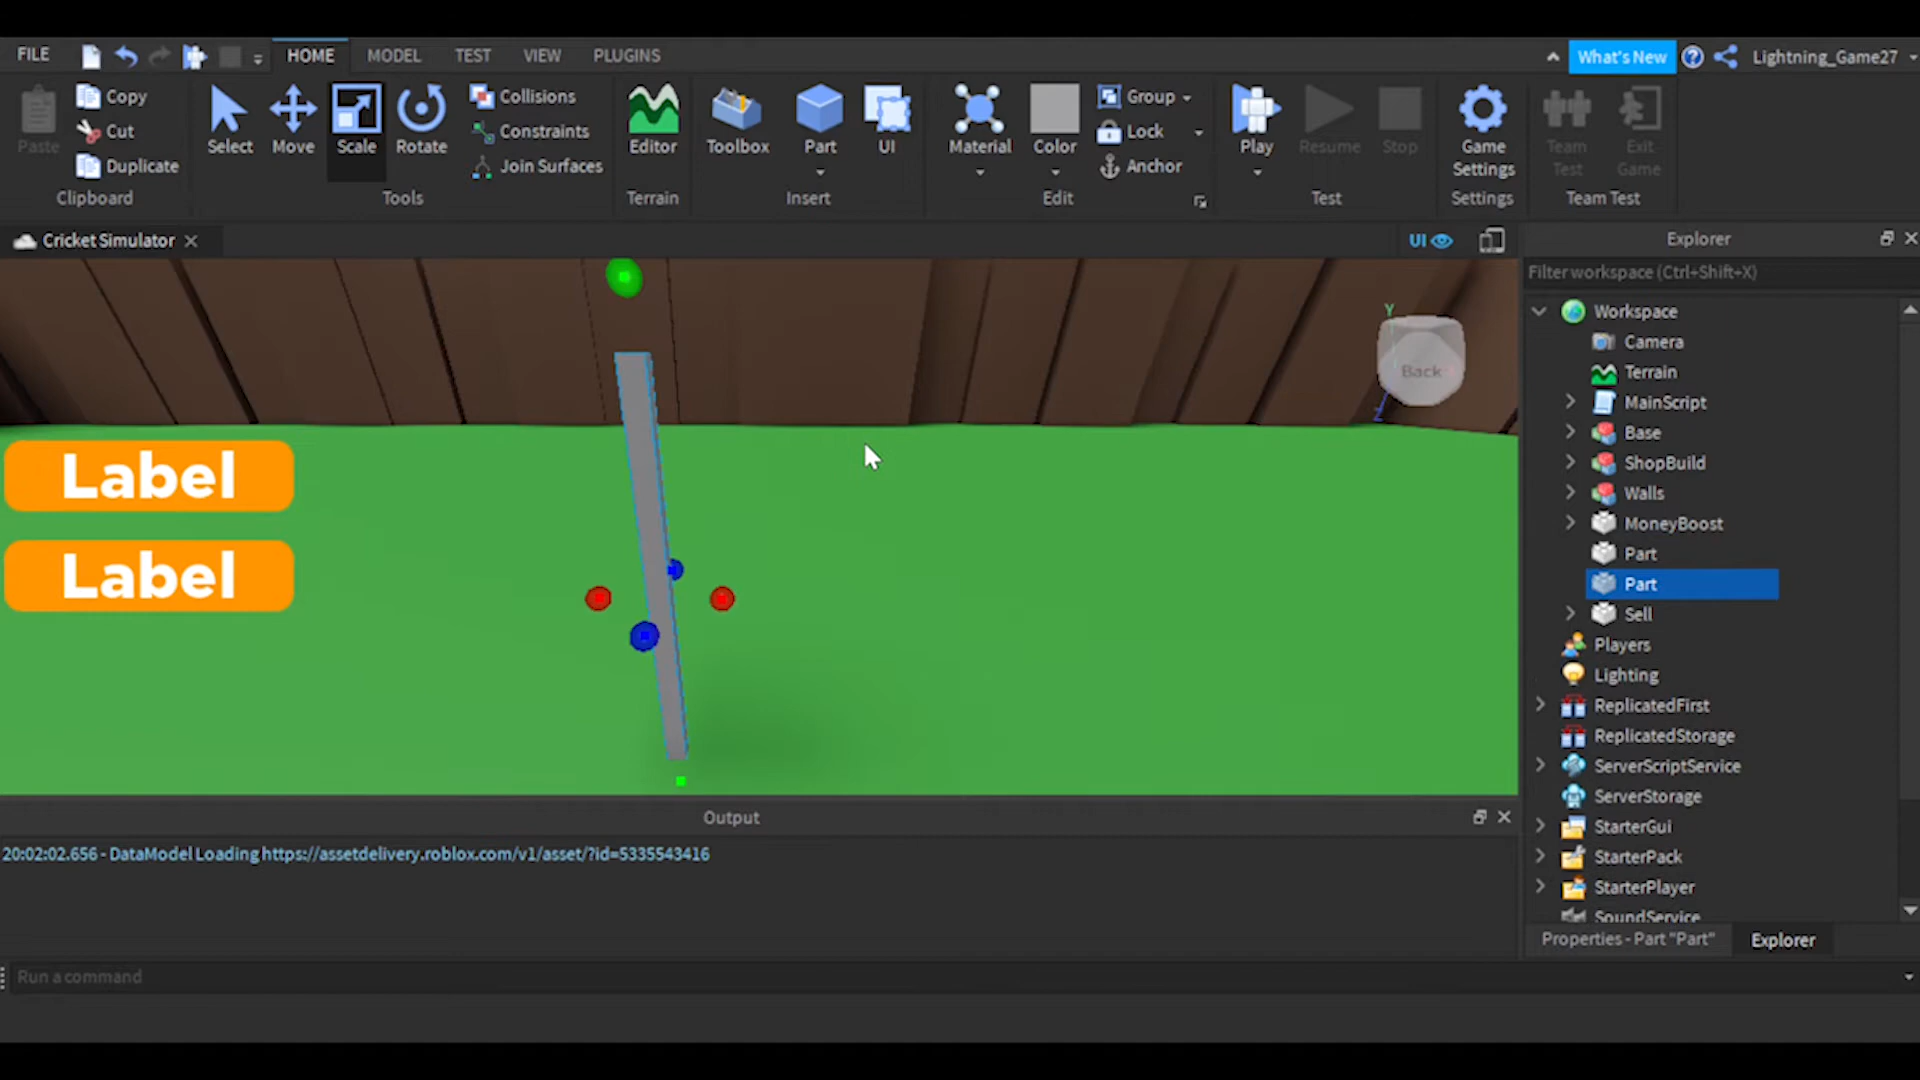 FILE
HOME
MODEL
TEST
VIEW
PLUGINS
What's New
Lightning_Game27
Paste
Copy
Cut
Duplicate
Clipboard
Select
Move
Scale
Rotate
Collisions
Constraints
Join Surfaces
Tools
Editor
Terrain
Toolbox
Part
UI
Insert
Material
Color
Group
Lock
Anchor
Edit
Play
Resume
Stop
Test
Game
Settings
Settings
Team
Test
Exit
Game
Team Test
Cricket Simulator
UI
Explorer
Filter workspace (Ctrl+Shift+X)
Y
Back
Z
Label
Label
Workspace
Camera
Terrain
MainScript
Base
ShopBuild
Walls
MoneyBoost
Part
Part
Sell
Players
Lighting
ReplicatedFirst
ReplicatedStorage
ServerScriptService
ServerStorage
StarterGui
StarterPack
StarterPlayer
SoundService
Output
20:02:02.656 - DataModel Loading https://assetdelivery.roblox.com/v1/asset/?id=5335543416
Properties - Part "Part"
Explorer
Run a command